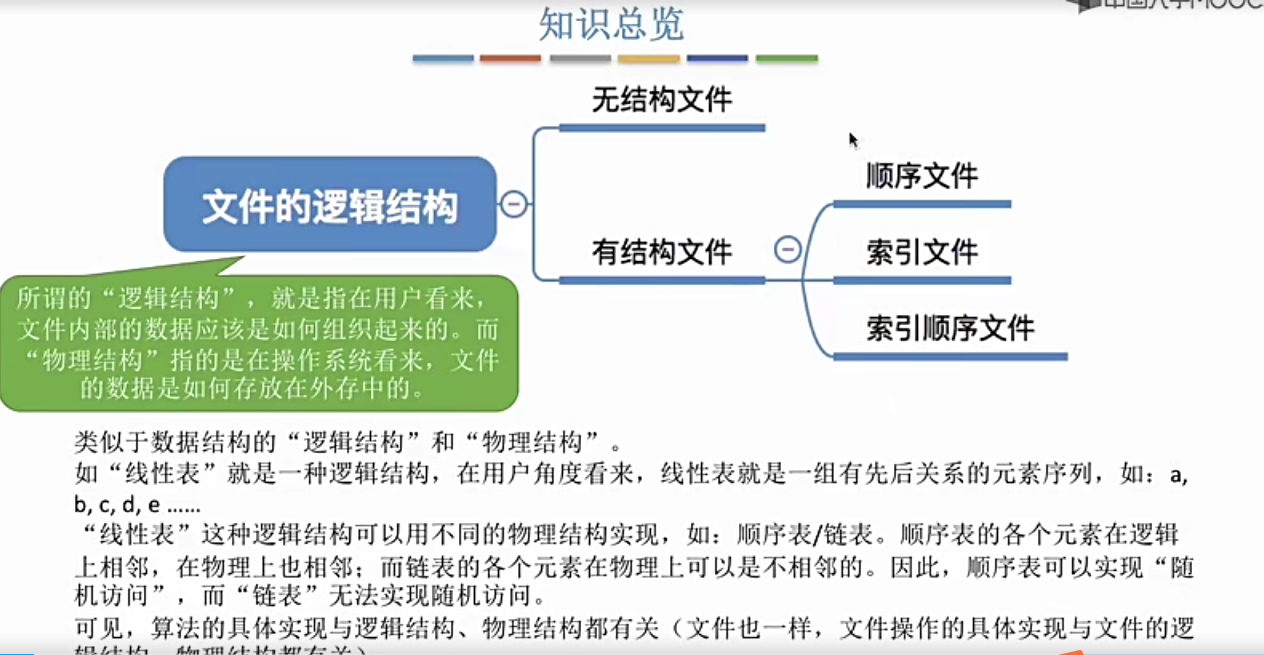 中国大学MOOC
知识总览
无结构文件
顺序文件
文件的逻辑结构
有结构文件
索引文件
索引顺序文件
所谓的“逻辑结构”，就是指在用户看来，
文件内部的数据应该是如何组织起来的。而
“物理结构”指的是在操作系统看来，文件
的数据是如何存放在外存中的。
类似于数据结构的“逻辑结构”和“物理结构”。
如“线性表”就是一种逻辑结构，在用户角度看来，线性表就是一组有先后关系的元素序列，如：a,
b, c, d, e ……
“线性表”这种逻辑结构可以用不同的物理结构实现，如：顺序表/链表。顺序表的各个元素在逻辑
上相邻，在物理上也相邻；而链表的各个元素在物理上可以是不相邻的。因此，顺序表可以实现“随
机访问”，而“链表”无法实现随机访问。
可见，算法的具体实现与逻辑结构、物理结构都有关（文件也一样，文件操作的具体实现与文件的逻
辑结构、物理结构都有关）